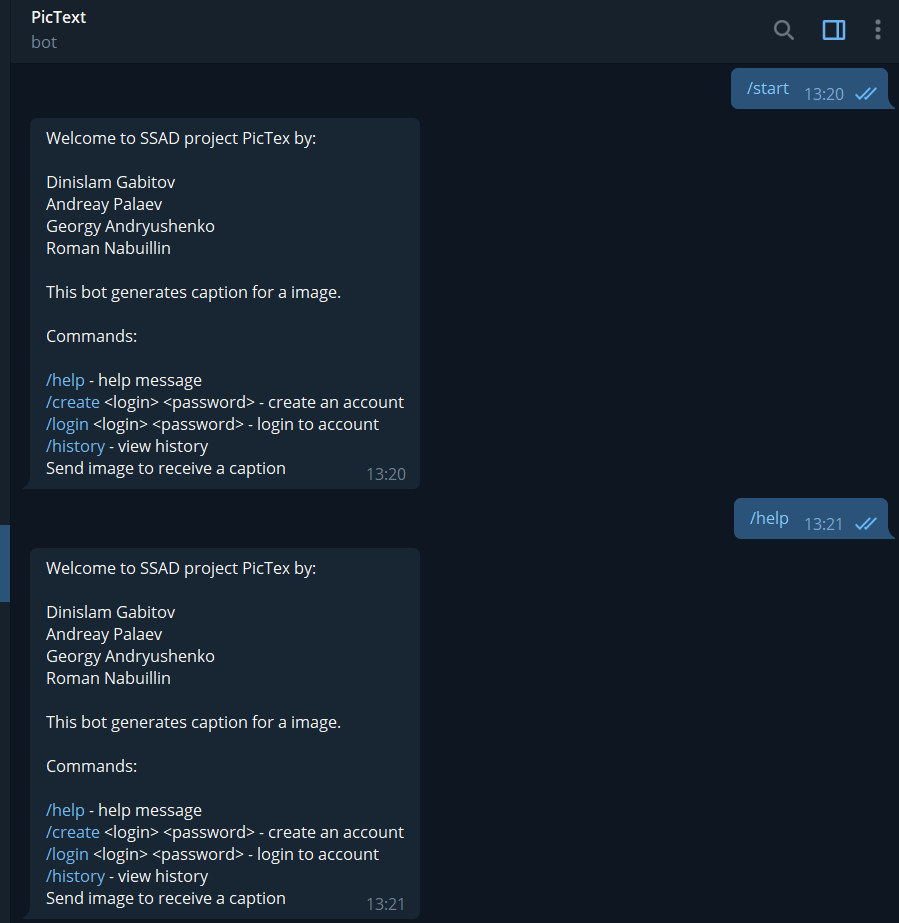 PicText
bot
/start 13:20
Welcome to SSAD project PicTex by:
Dinislam Gabitov
Andreay Palaev
Georgy Andryushenko
Roman Nabuillin
This bot generates caption for a image.
Commands:
/help - help message
/create <login> <password> - create an account
/login <login> <password> - login to account
/history - view history
Send image to receive a caption 13:20
/help 13:21
Welcome to SSAD project PicTex by:
Dinislam Gabitov
Andreay Palaev
Georgy Andryushenko
Roman Nabuillin
This bot generates caption for a image.
Commands:
/help - help message
/create <login> <password> - create an account
/login <login> <password> - login to account
/history - view history
Send image to receive a caption 13:21